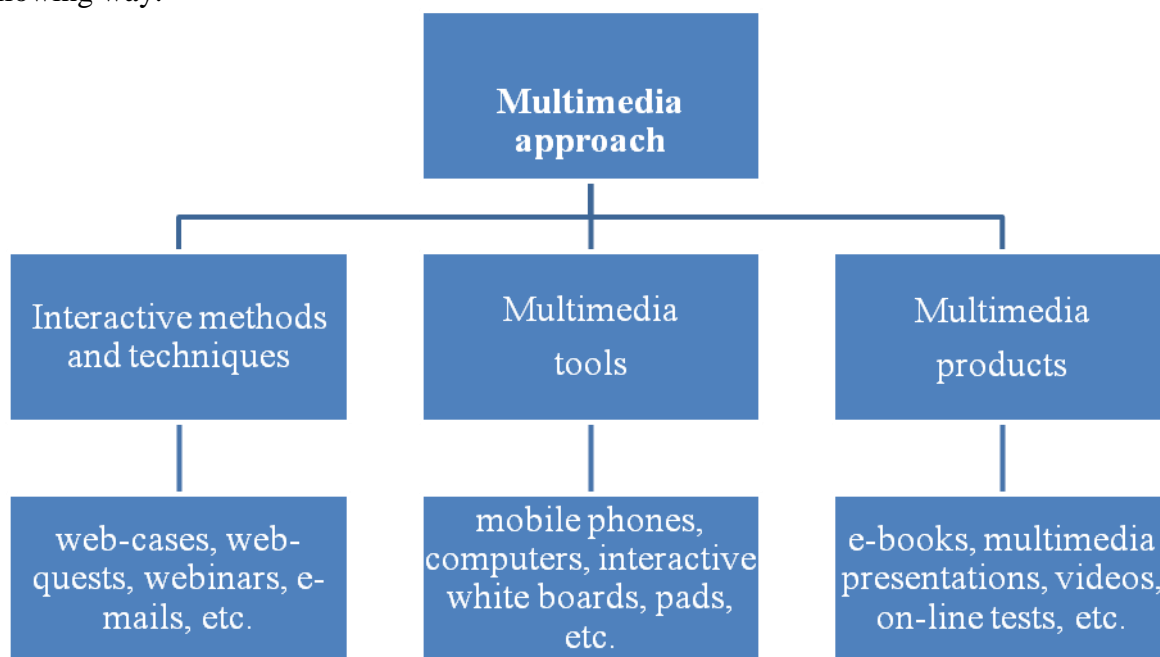 way.
Multimedia
approach
Interactive methods
and techniques
Multimedia
tools
Multimedia
products
web-cases, web-
quests, webinars, e-
mails, etc.
mobile phones,
computers, interactive
white boards, pads,
etc.
e-books, multimedia
presentations, videos,
on-line tests, etc.